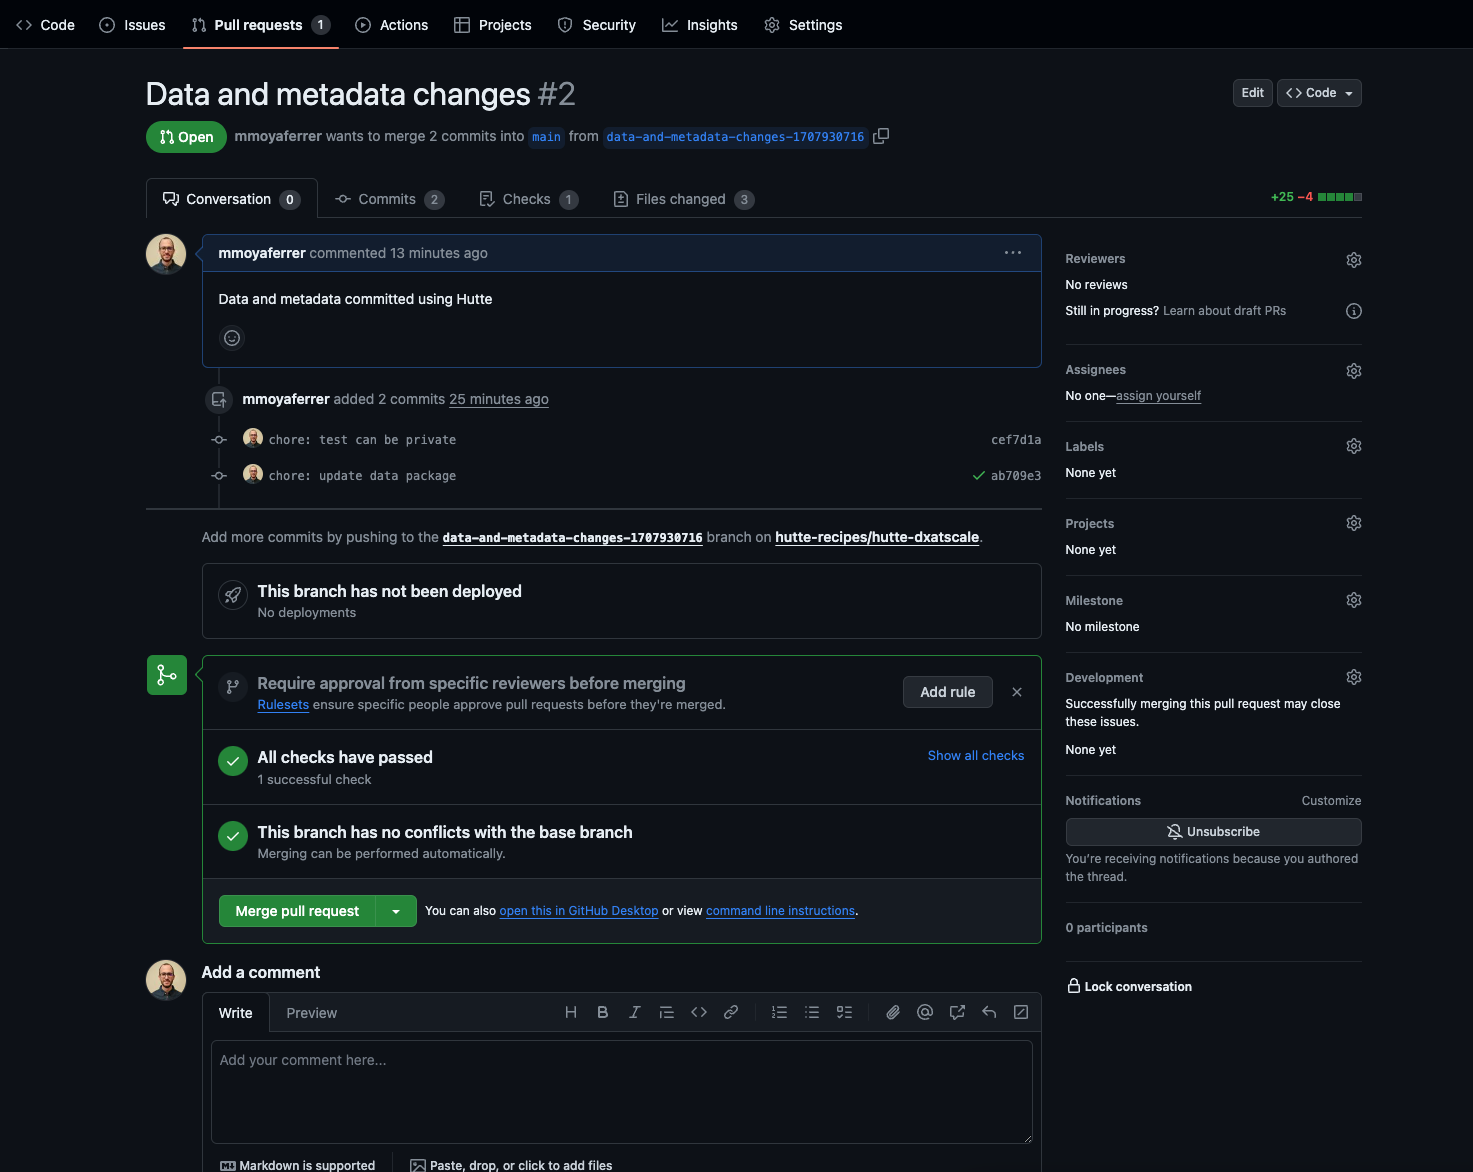 Code Issues Pull requests 1 Actions Projects Security Insights Settings
Data and metadata changes #2
Edit Code
Open mmoyaferrer wants to merge 2 commits into main from data-and-metadata-changes-1707930716
Conversation 0 Commits 2 Checks 1 Files changed 3
+25 −4
mmoyaferrer commented 13 minutes ago
Data and metadata committed using Hutte
mmoyaferrer added 2 commits 25 minutes ago
chore: test can be private cef7d1a
chore: update data package ab709e3
Add more commits by pushing to the data-and-metadata-changes-1707930716 branch on hutte-recipes/hutte-dxatscale.
This branch has not been deployed
No deployments
Require approval from specific reviewers before merging
Rulesets ensure specific people approve pull requests before they're merged.
Add rule
All checks have passed
1 successful check
Show all checks
This branch has no conflicts with the base branch
Merging can be performed automatically.
Merge pull request You can also open this in GitHub Desktop or view command line instructions.
Add a comment
Write Preview
Add your comment here...
Markdown is supported Paste, drop, or click to add files
Reviewers
No reviews
Still in progress? Learn about draft PRs
Assignees
No one—assign yourself
Labels
None yet
Projects
None yet
Milestone
No milestone
Development
Successfully merging this pull request may close
these issues.
None yet
Notifications Customize
Unsubscribe
You're receiving notifications because you authored
the thread.
0 participants
Lock conversation